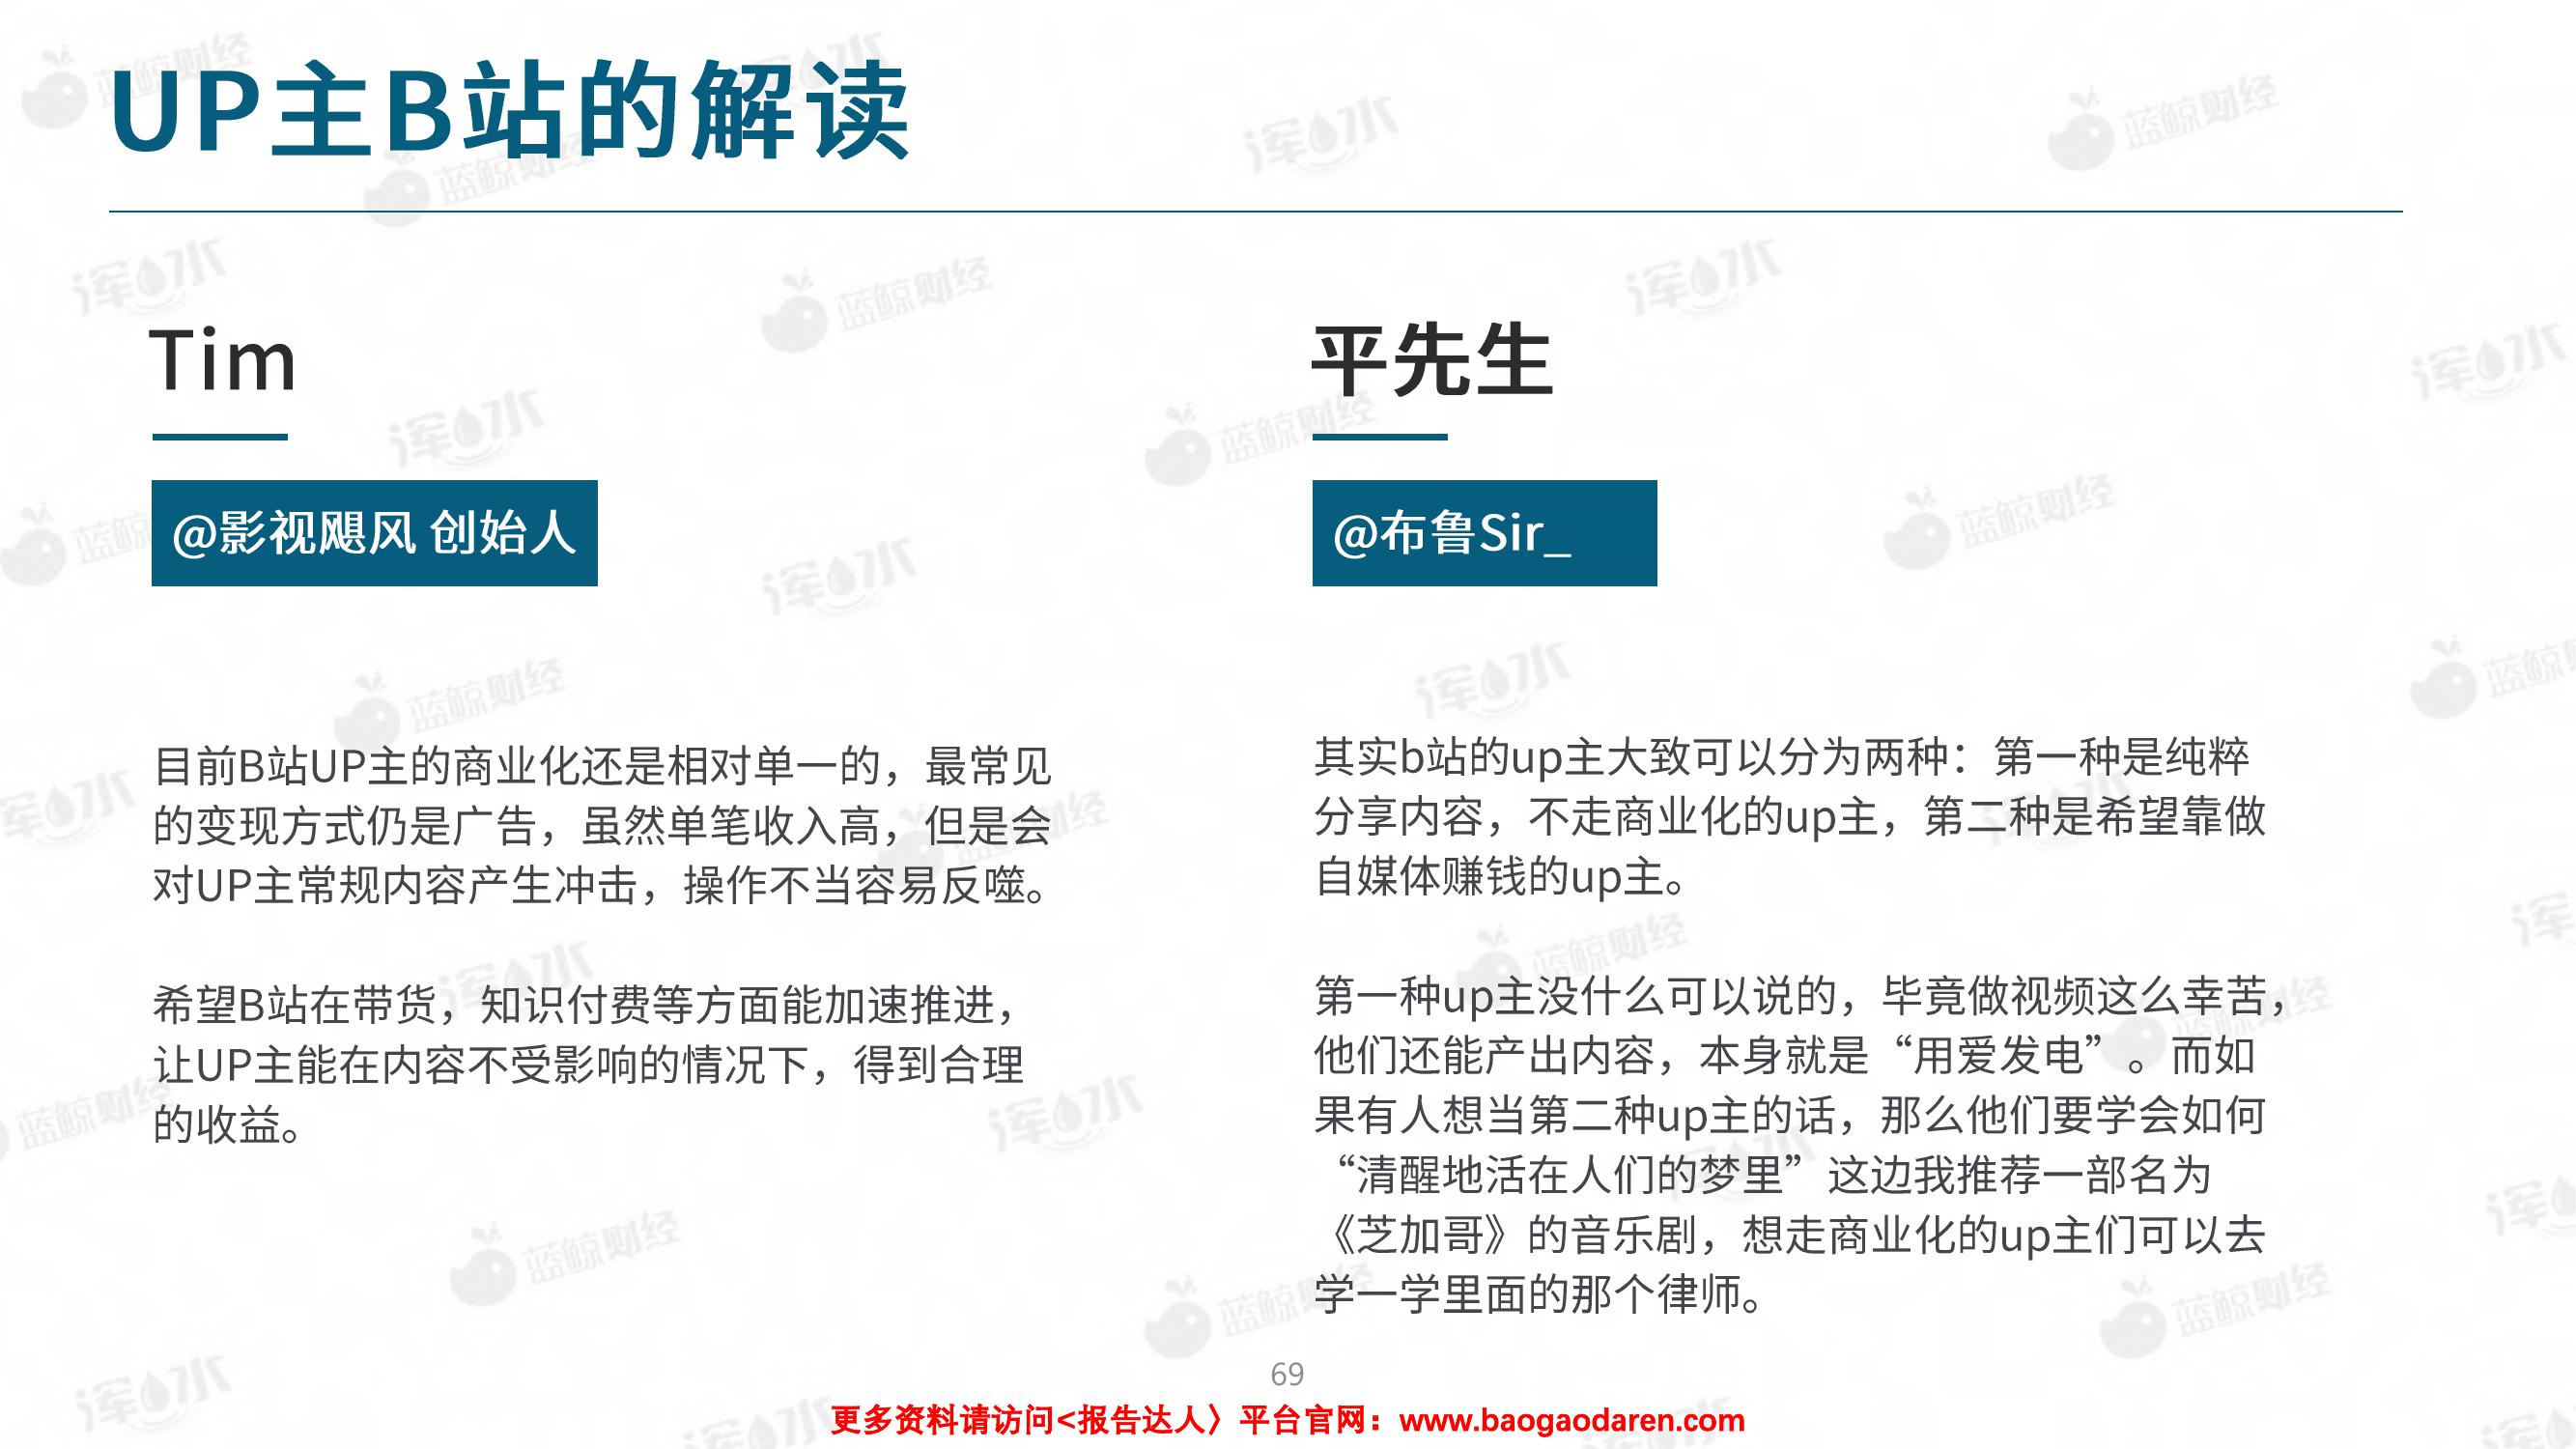 UP主B站的解读
Tim
@影视飓风 创始人
目前B站UP主的商业化还是相对单一的，最常见
的变现方式仍是广告，虽然单笔收入高，但是会
对UP主常规内容产生冲击，操作不当容易反噬。
希望B站在带货，知识付费等方面能加速推进，
让UP主能在内容不受影响的情况下，得到合理
的收益。
平先生
@布鲁Sir_
其实b站的up主大致可以分为两种：第一种是纯粹
分享内容，不走商业化的up主，第二种是希望靠做
自媒体赚钱的up主。
第一种up主没什么可以说的，毕竟做视频这么幸苦，
他们还能产出内容，本身就是“用爱发电”。而如
果有人想当第二种up主的话，那么他们要学会如何
“清醒地活在人们的梦里”这边我推荐一部名为
《芝加哥》的音乐剧，想走商业化的up主们可以去
学一学里面的那个律师。
69
更多资料请访问<报告达人〉平台官网：www.baogaodaren.com
蓝鲸财经
浑水